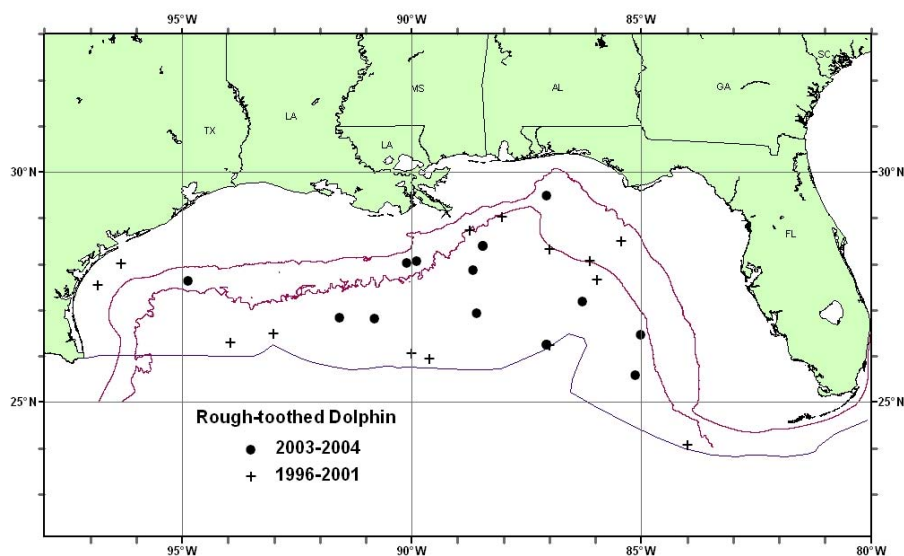 95°W 90°W 85°W 80°W
SC
MS AL GA
LA
TX
LA
30°N 30°N
FL
25°N 25°N
Rough-toothed Dolphin
2003-2004
1996-2001
95°W 90°W 85°W 80°W